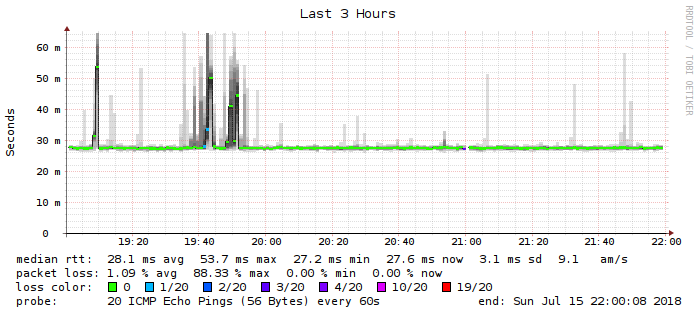 Last 3 Hours
RRDTOOL / TOBI OETIKER
Seconds
60 m
50 m
40 m
30 m
20 m
10 m
0 m
19:20 19:40 20:00 20:20 20:40 21:00 21:20 21:40 22:00
median rtt: 28.1 ms avg 53.7 ms max 27.2 ms min 27.6 ms now 3.1 ms sd 9.1 am/s
packet loss: 1.09 % avg 88.33 % max 0.00 % min 0.00 % now
loss color: 0 1/20 2/20 3/20 4/20 10/20 19/20
probe: 20 ICMP Echo Pings (56 Bytes) every 60s end: Sun Jul 15 22:00:08 2018